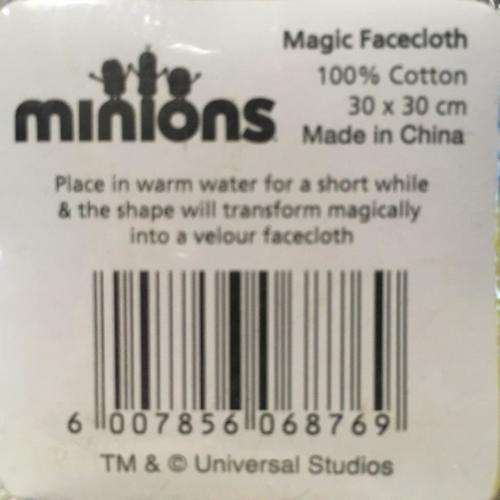 Magic Facecloth
100% Cotton
30 x 30 cm
Made in China
minions
Place in warm water for a short while
& the shape will transform magically
into a velour facecloth
6 007856 068769
TM & © Universal Studios